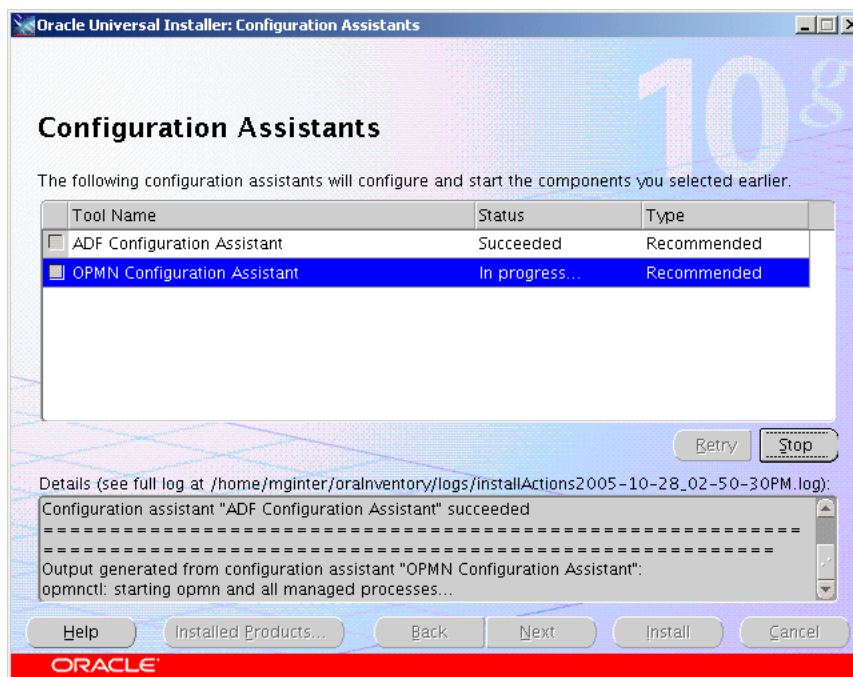 Oracle Universal Installer: Configuration Assistants
10g
Configuration Assistants
The following configuration assistants will configure and start the components you selected earlier.
Tool Name Status Type
ADF Configuration Assistant Succeeded Recommended
OPMN Configuration Assistant In progress... Recommended
Retry Stop
Details (see full log at /home/mginter/oraInventory/logs/installActions2005-10-28_02-50-30PM.log):
Configuration assistant "ADF Configuration Assistant" succeeded
========================================================
======================================================
Output generated from configuration assistant "OPMN Configuration Assistant":
opmnctl: starting opmn and all managed processes...
Help Installed Products... Back Next Install Cancel
ORACLE